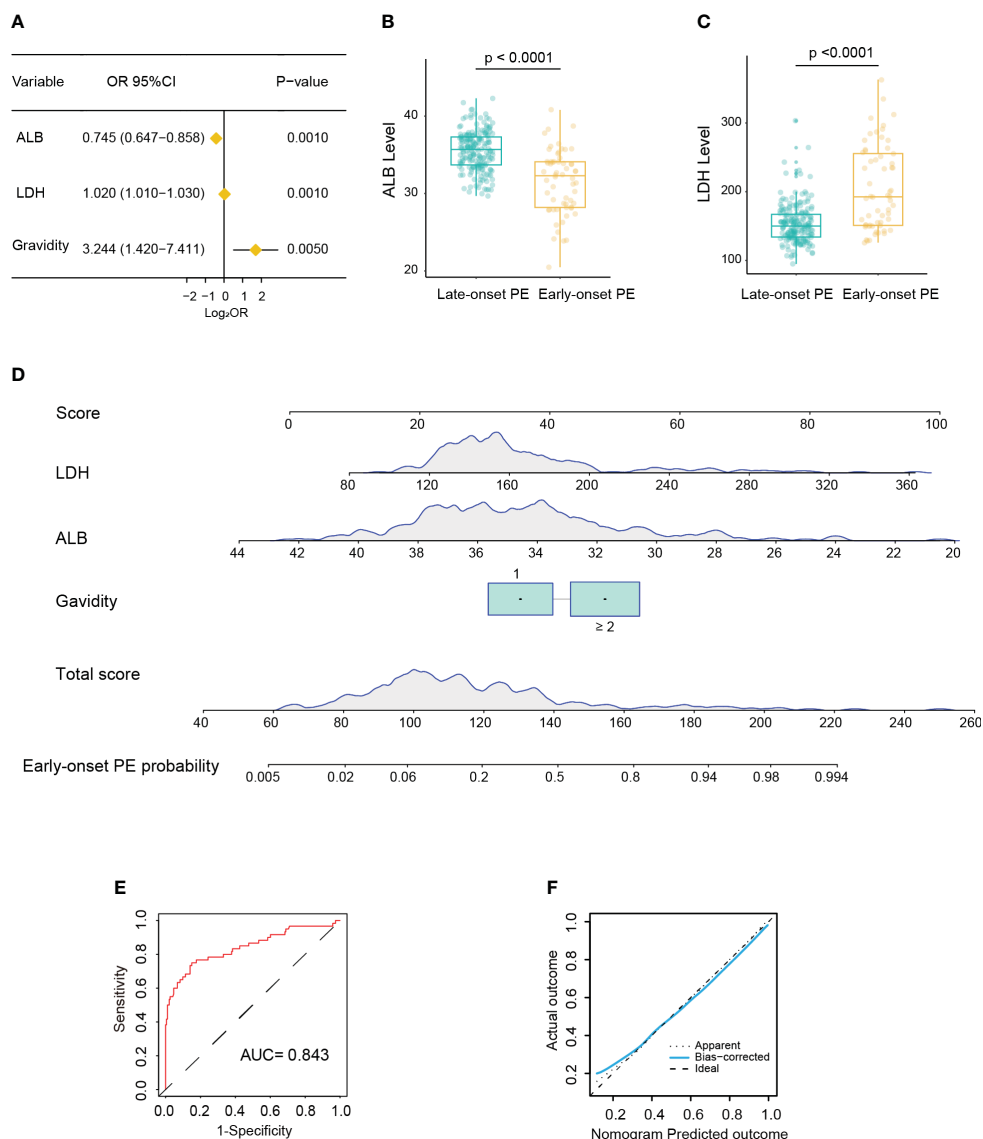 A
Variable OR 95%CI P−value
ALB 0.745 (0.647−0.858) 0.0010
LDH 1.020 (1.010−1.030) 0.0010
Gravidity 3.244 (1.420−7.411) 0.0050
−2 −1 0 1 2
Log₂OR
B
p < 0.0001
ALB Level
40
30
20
Late-onset PE Early-onset PE
C
p <0.0001
LDH Level
300
200
100
Late-onset PE Early-onset PE
D
Score
0 20 40 60 80 100
LDH
80 120 160 200 240 280 320 360
ALB
44 42 40 38 36 34 32 30 28 26 24 22 20
Gavidity
1
≥ 2
Total score
40 60 80 100 120 140 160 180 200 220 240 260
Early-onset PE probability
0.005 0.02 0.06 0.2 0.5 0.8 0.94 0.98 0.994
E
Sensitivity
1.0
0.8
0.6
0.4
0.2
0.0
AUC= 0.843
0.0 0.2 0.4 0.6 0.8 1.0
1-Specificity
F
Actual outcome
1.0
0.8
0.6
0.4
0.2
Apparent
Bias−corrected
Ideal
0.2 0.4 0.6 0.8 1.0
Nomogram Predicted outcome